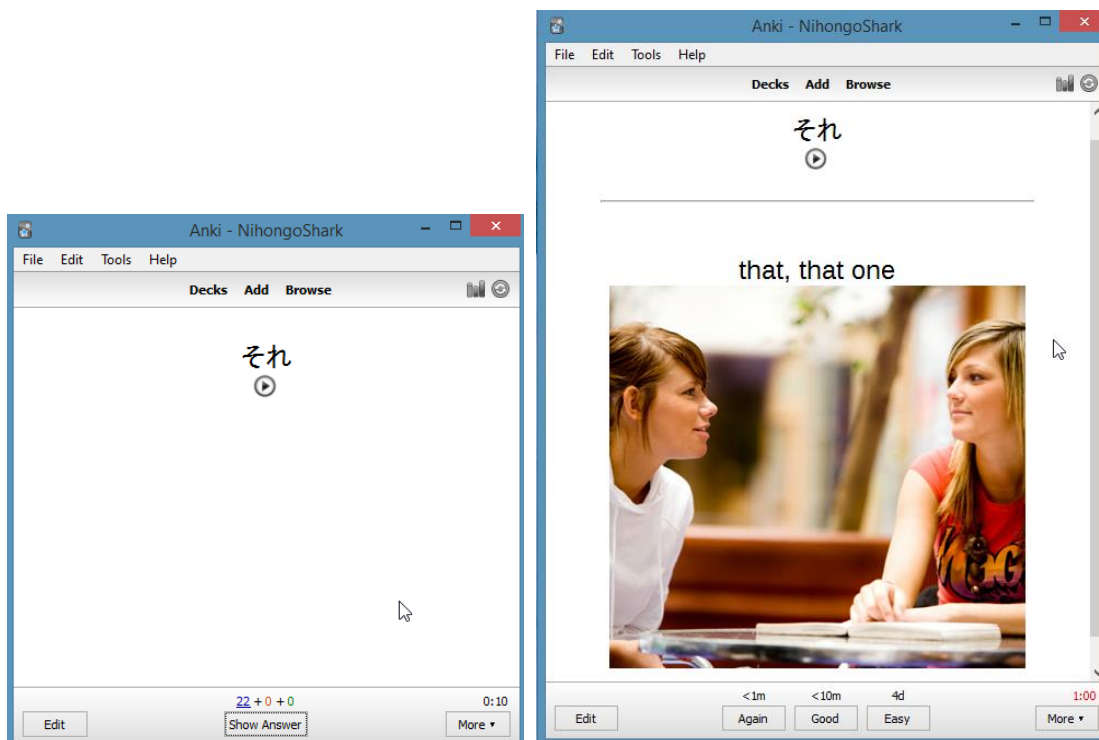 Anki - NihongoShark
File Edit Tools Help
Decks Add Browse
それ
22 + 0 + 0
0:10
Edit
Show Answer
More ▾
Anki - NihongoShark
File Edit Tools Help
Decks Add Browse
それ
that, that one
<1m <10m 4d
1:00
Edit
Again Good Easy
More ▾